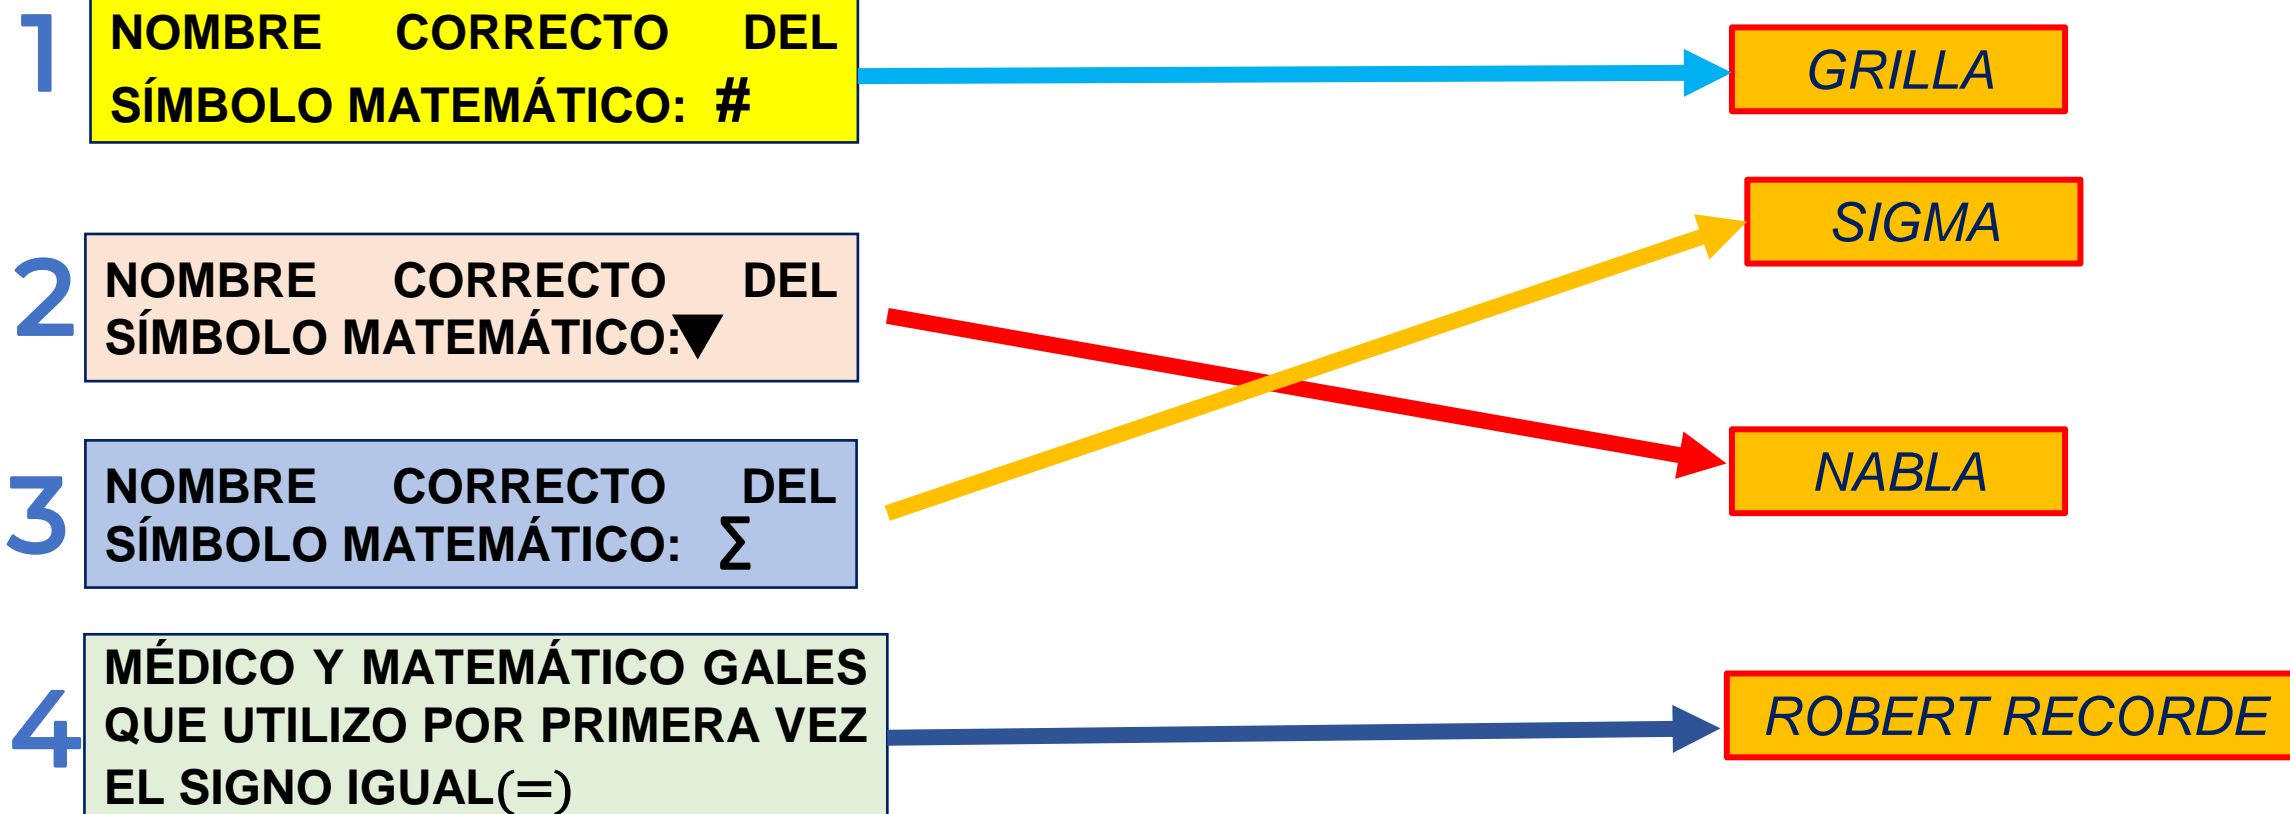 1
NOMBRE CORRECTO DEL
SÍMBOLO MATEMÁTICO: #
GRILLA
SIGMA
2
NOMBRE CORRECTO DEL
SÍMBOLO MATEMÁTICO:▼
NABLA
3
NOMBRE CORRECTO DEL
SÍMBOLO MATEMÁTICO: ∑
4
MÉDICO Y MATEMÁTICO GALES
QUE UTILIZO POR PRIMERA VEZ
EL SIGNO IGUAL(=)
ROBERT RECORDE